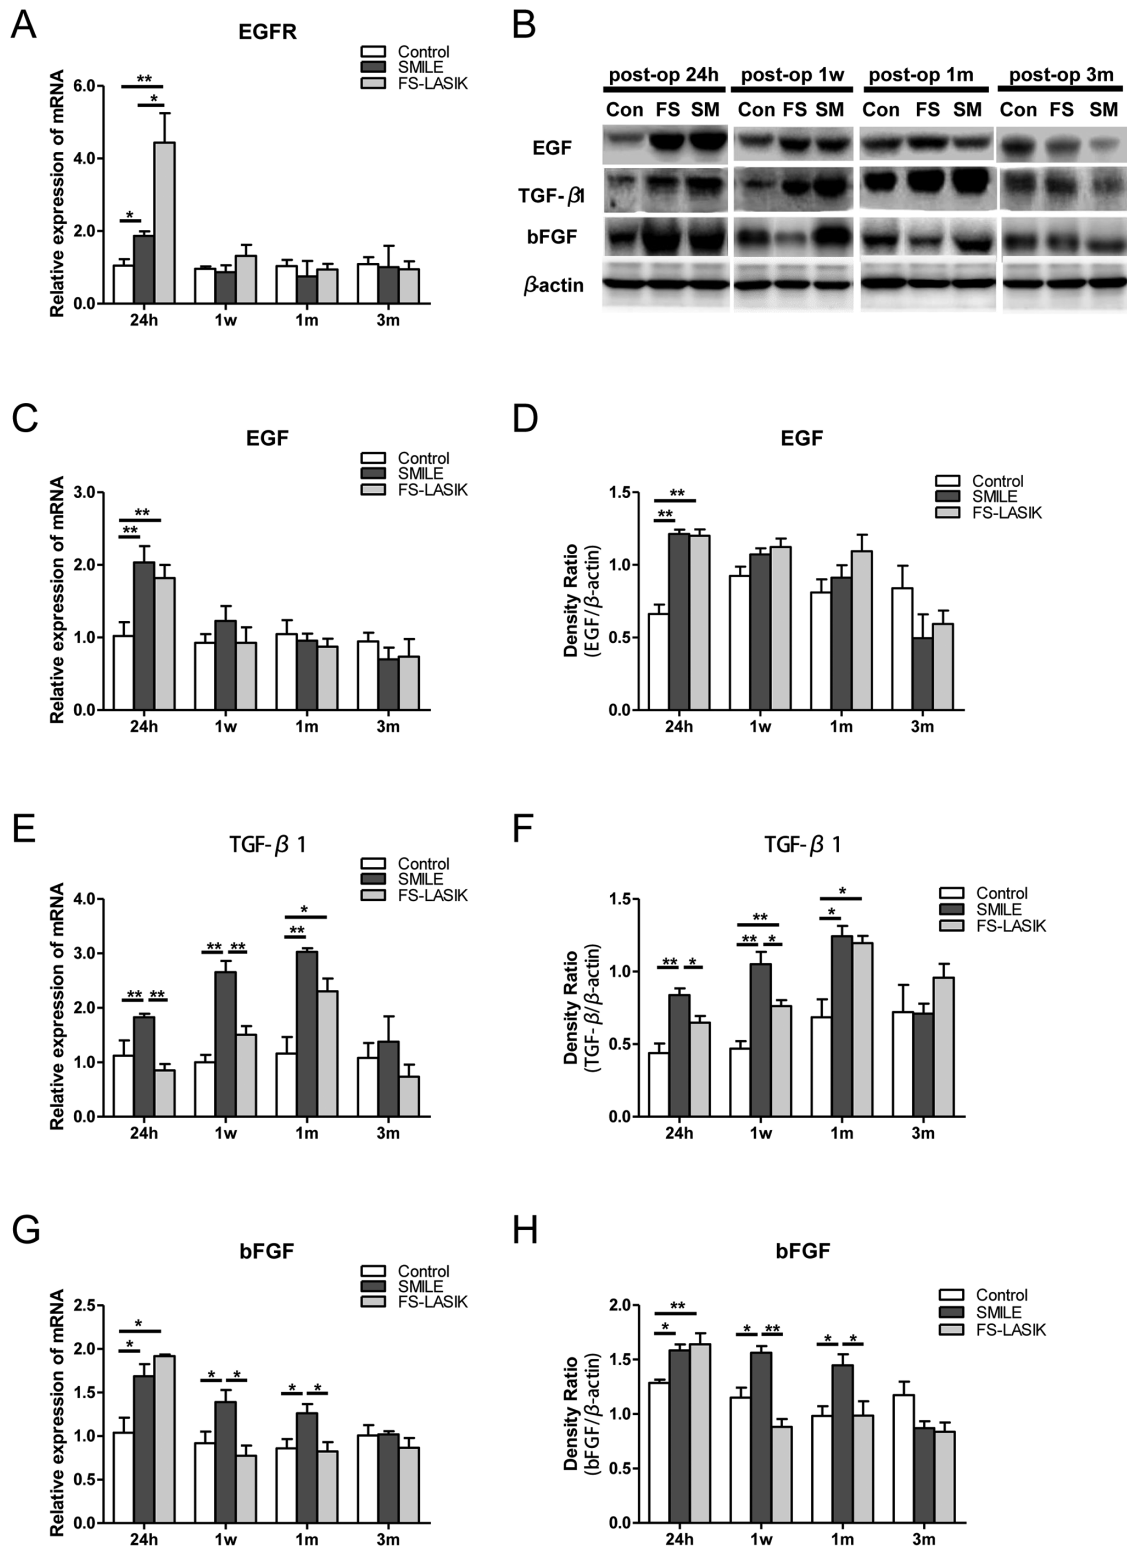 A
EGFR
Control
SMILE
FS-LASIK
Relative expression of mRNA
6.0
4.0
2.0
0.0
**
*
*
24h 1w 1m 3m
B
post-op 24h post-op 1w post-op 1m post-op 3m
Con FS SM Con FS SM Con FS SM Con FS SM
EGF
TGF-β1
bFGF
β-actin
C
EGF
Control
SMILE
FS-LASIK
Relative expression of mRNA
3.0
2.0
1.0
0.0
**
**
24h 1w 1m 3m
D
EGF
Control
SMILE
FS-LASIK
Density Ratio
(EGF/β-actin)
1.5
1.0
0.5
0.0
**
**
24h 1w 1m 3m
E
TGF-β 1
Control
SMILE
FS-LASIK
Relative expression of mRNA
4.0
3.0
2.0
1.0
0.0
*
**
** **
** **
24h 1w 1m 3m
F
TGF-β 1
Control
SMILE
FS-LASIK
Density Ratio
(TGF-β/β-actin)
1.5
1.0
0.5
0.0
*
*
**
** *
** *
24h 1w 1m 3m
G
bFGF
Control
SMILE
FS-LASIK
Relative expression of mRNA
2.5
2.0
1.5
1.0
0.5
0.0
*
*
* *
* *
24h 1w 1m 3m
H
bFGF
Control
SMILE
FS-LASIK
Density Ratio
(bFGF/β-actin)
2.0
1.5
1.0
0.5
0.0
**
*
* **
* *
24h 1w 1m 3m